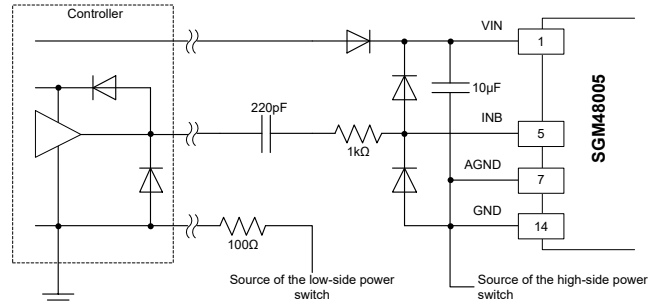 Controller
VIN
1
10µF
220pF
INB
5
1kΩ
AGND
7
GND
14
SGM48005
100Ω
Source of the low-side power
switch
Source of the high-side power
switch